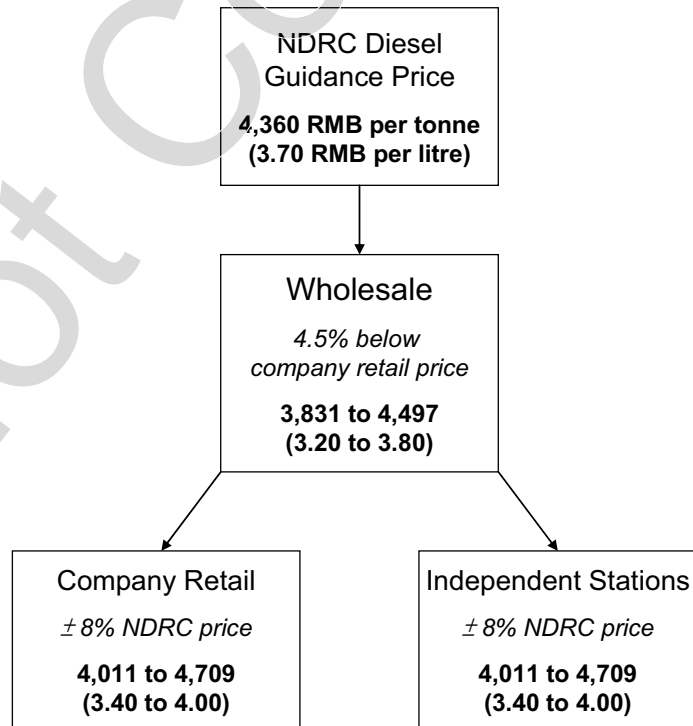 NDRC Diesel
Guidance Price
4,360 RMB per tonne
(3.70 RMB per litre)
Wholesale
4.5% below
company retail price
3,831 to 4,497
(3.20 to 3.80)
Company Retail
± 8% NDRC price
4,011 to 4,709
(3.40 to 4.00)
Independent Stations
± 8% NDRC price
4,011 to 4,709
(3.40 to 4.00)